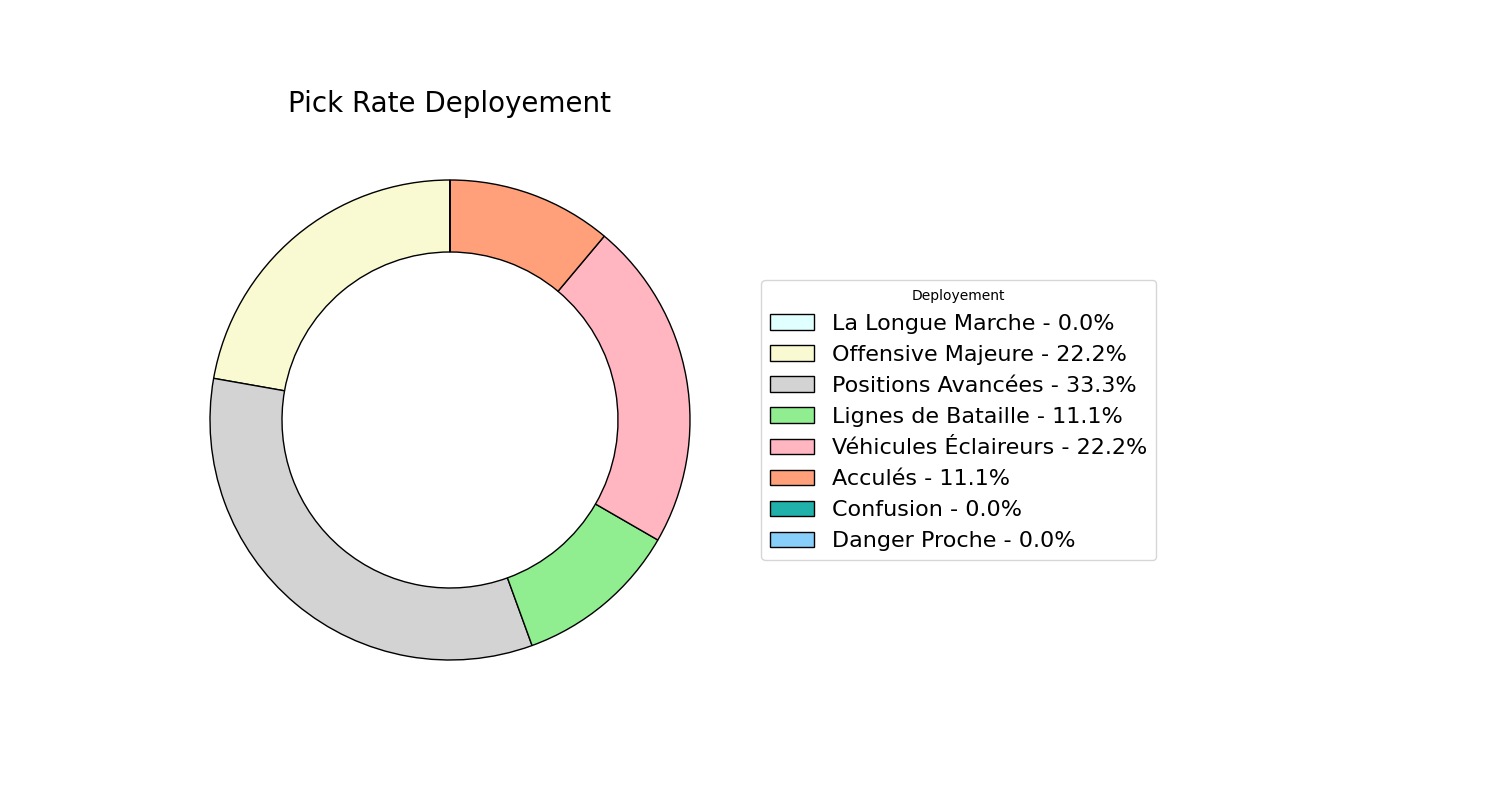 Pick Rate Deployement
Deployement
La Longue Marche - 0.0%
Offensive Majeure - 22.2%
Positions Avancées - 33.3%
Lignes de Bataille - 11.1%
Véhicules Éclaireurs - 22.2%
Acculés - 11.1%
Confusion - 0.0%
Danger Proche - 0.0%